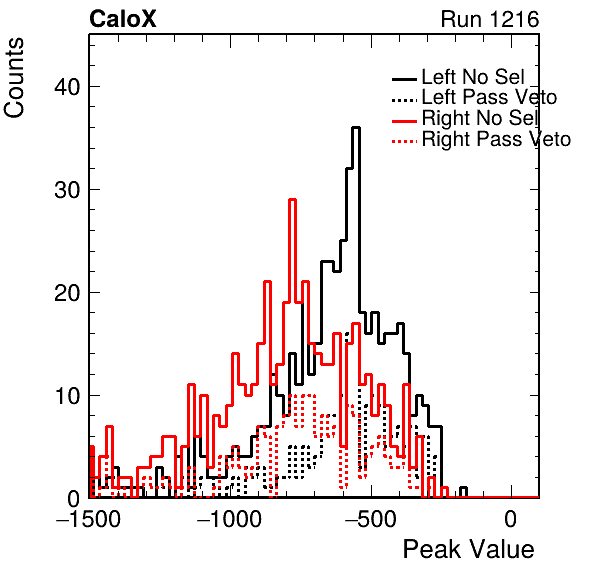 CaloX Run 1216
Counts
Left No Sel
Left Pass Veto
Right No Sel
Right Pass Veto
40
30
20
10
0
−1500 −1000 −500 0
Peak Value